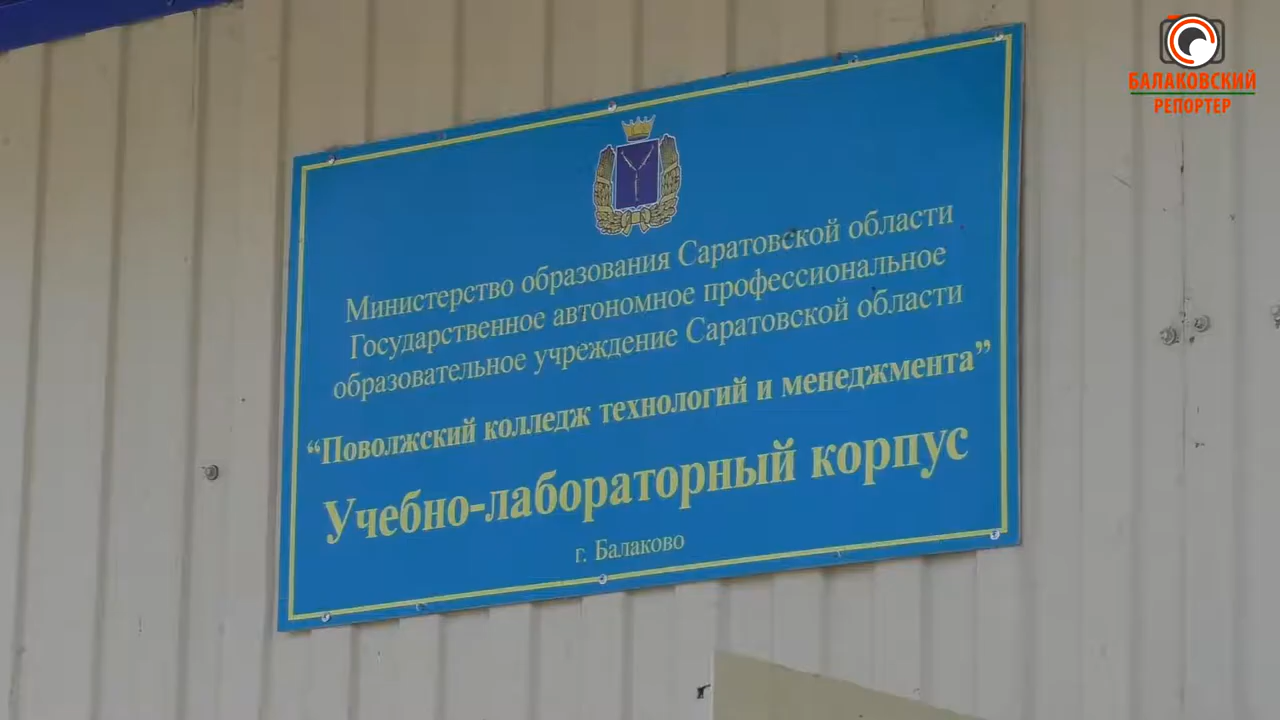 БАЛАКОВСКИЙ
РЕПОРТЕР
Министерство образования Саратовской области
Государственное автономное профессиональное
образовательное учреждение Саратовской области
“Поволжский колледж технологий и менеджмента”
Учебно-лабораторный корпус
г. Балаково